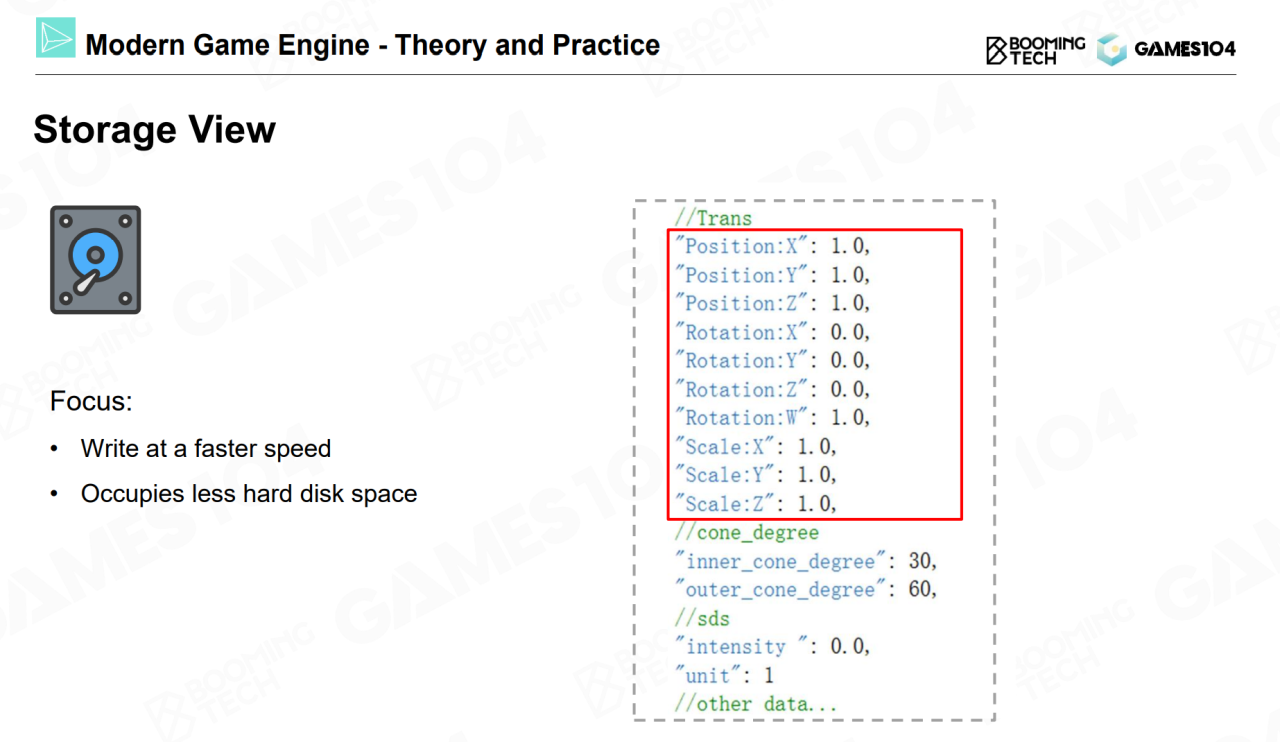 Modern Game Engine - Theory and Practice
BOOMING TECH
GAMES104
Storage View
Focus:
• Write at a faster speed
• Occupies less hard disk space
//Trans
"Position:X": 1.0,
"Position:Y": 1.0,
"Position:Z": 1.0,
"Rotation:X": 0.0,
"Rotation:Y": 0.0,
"Rotation:Z": 0.0,
"Rotation:W": 1.0,
"Scale:X": 1.0,
"Scale:Y": 1.0,
"Scale:Z": 1.0,
//cone_degree
"inner_cone_degree": 30,
"outer_cone_degree": 60,
//sds
"intensity ": 0.0,
"unit": 1
//other data...